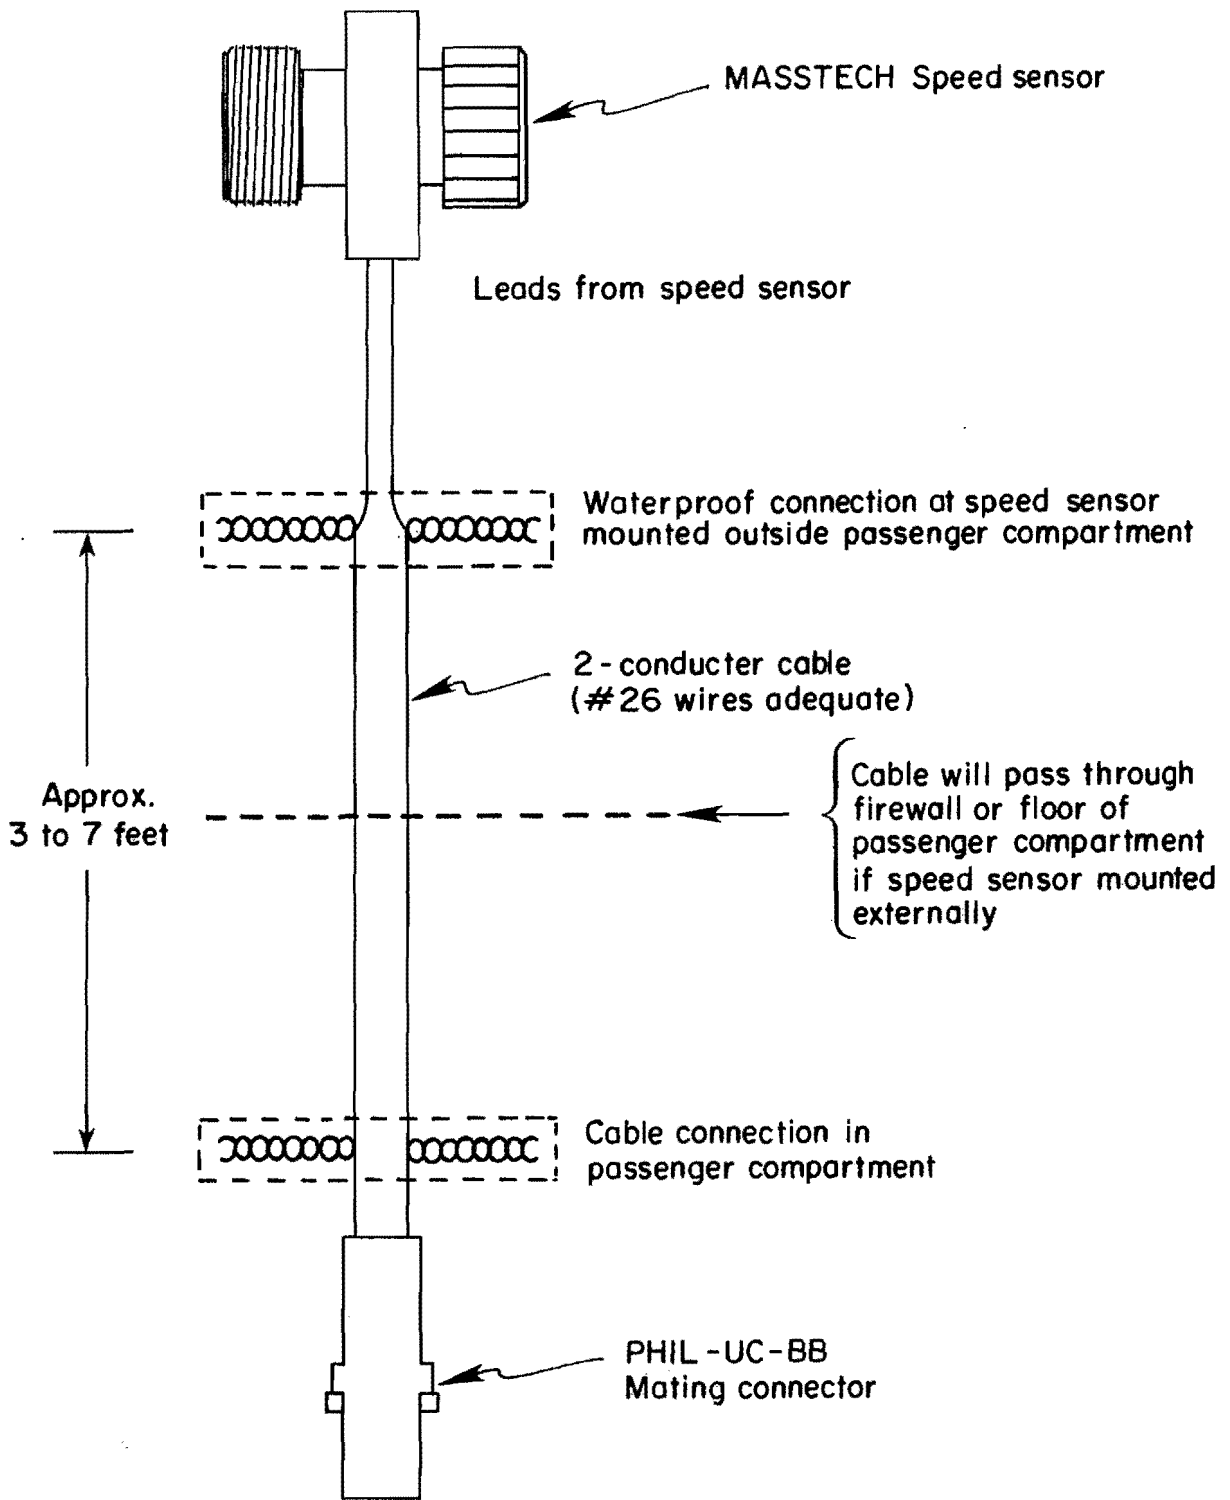 MASSTECH Speed sensor
Leads from speed sensor
Waterproof connection at speed sensor
mounted outside passenger compartment
2-conducter cable
(#26 wires adequate)
Approx.
3 to 7 feet
Cable will pass through
firewall or floor of
passenger compartment
if speed sensor mounted
externally
Cable connection in
passenger compartment
PHIL-UC-BB
Mating connector